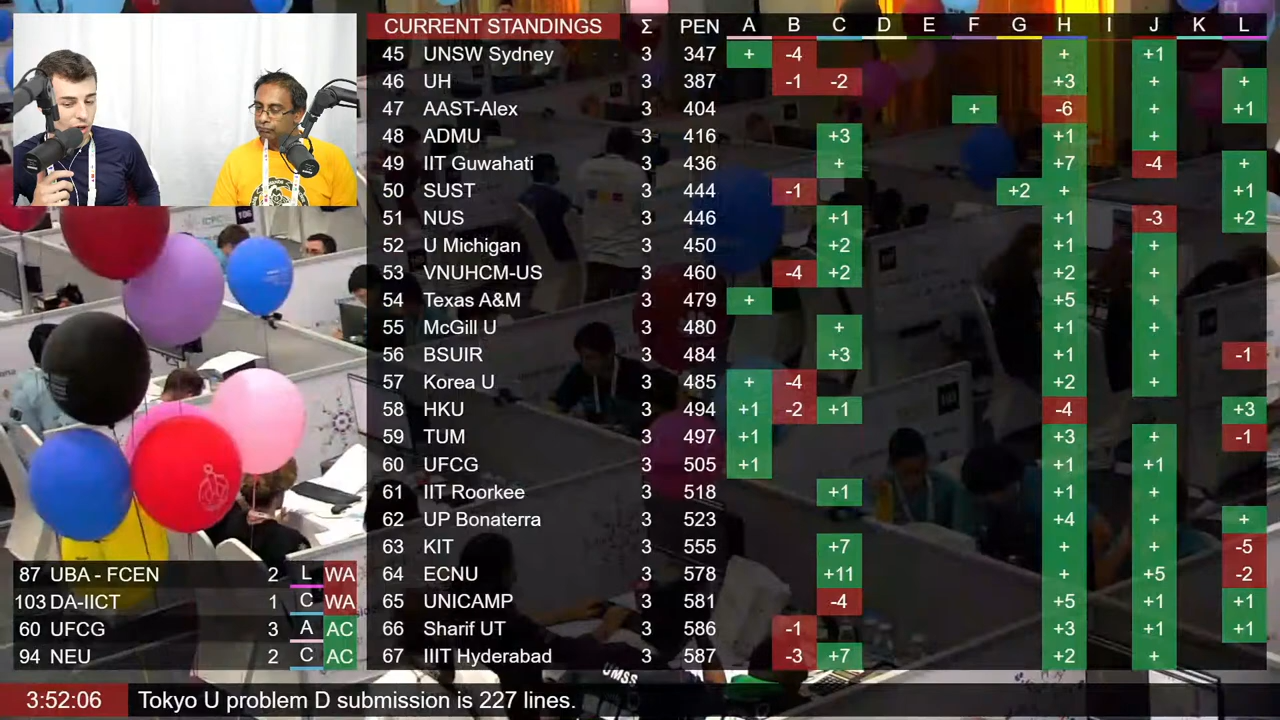 CURRENT STANDINGS Σ PEN A B C D E F G H I J K L
45 UNSW Sydney 3 347 + -4 + +1
46 UH 3 387 -1 -2 +3 + +
47 AAST-Alex 3 404 + -6 + +1
48 ADMU 3 416 +3 +1 +
49 IIT Guwahati 3 436 + +7 -4 +
50 SUST 3 444 -1 +2 + +1
51 NUS 3 446 +1 +1 -3 +2
52 U Michigan 3 450 +2 +1 +
53 VNUHCM-US 3 460 -4 +2 +2 +
54 Texas A&M 3 479 + +5 +
55 McGill U 3 480 + +1 +
56 BSUIR 3 484 +3 +1 + -1
57 Korea U 3 485 + -4 +2 +
58 HKU 3 494 +1 -2 +1 -4 +3
59 TUM 3 497 +1 +3 + -1
60 UFCG 3 505 +1 +1 +1
61 IIT Roorkee 3 518 +1 +1 +
62 UP Bonaterra 3 523 +4 + +
63 KIT 3 555 +7 + + -5
64 ECNU 3 578 +11 + +5 -2
65 UNICAMP 3 581 -4 +5 +1 +1
66 Sharif UT 3 586 -1 +3 +1 +1
67 IIIT Hyderabad 3 587 -3 +7 +2 +
87 UBA - FCEN 2 L WA
103 DA-IICT 1 C WA
60 UFCG 3 A AC
94 NEU 2 C AC
UMSS
3:52:06 Tokyo U problem D submission is 227 lines.